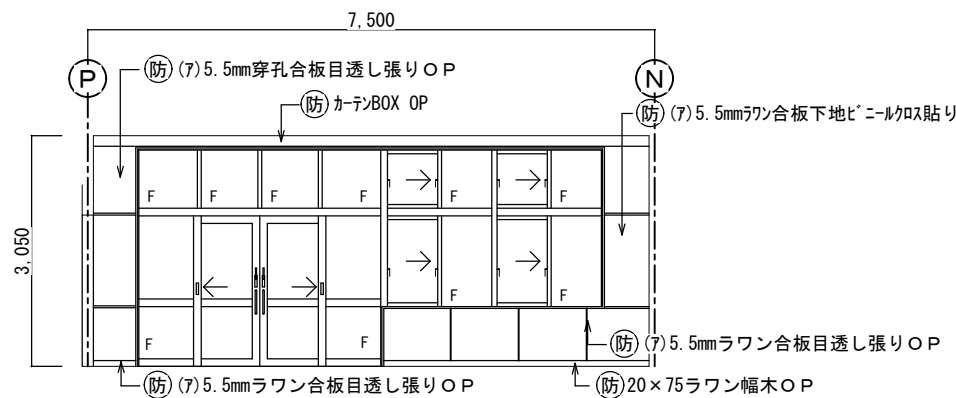 7,500
P
N
防 (ｱ)5.5mm穿孔合板目透し張りＯＰ
防 ｶｰﾃﾝBOX OP
防 (ｱ)5.5mmﾗﾜﾝ合板下地ﾋﾞﾆｰﾙｸﾛｽ貼り
3,050
F F F F F F
F F
F F
防 (ｱ)5.5mmラワン合板目透し張りＯＰ
防 (ｱ)5.5mmラワン合板目透し張りＯＰ
防 20×75ラワン幅木ＯＰ